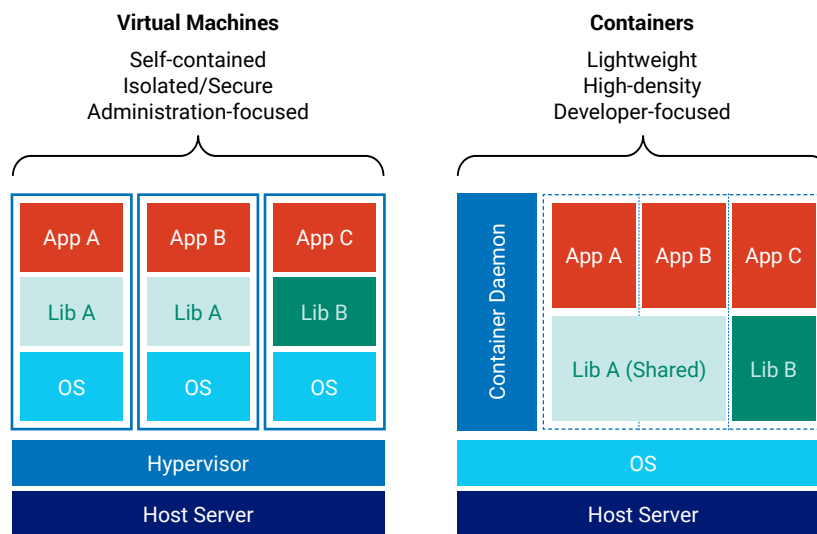 Virtual Machines
Self-contained
Isolated/Secure
Administration-focused
App A
App B
App C
Lib A
Lib A
Lib B
OS
OS
OS
Hypervisor
Host Server
Containers
Lightweight
High-density
Developer-focused
Container Daemon
App A
App B
App C
Lib A (Shared)
Lib B
OS
Host Server